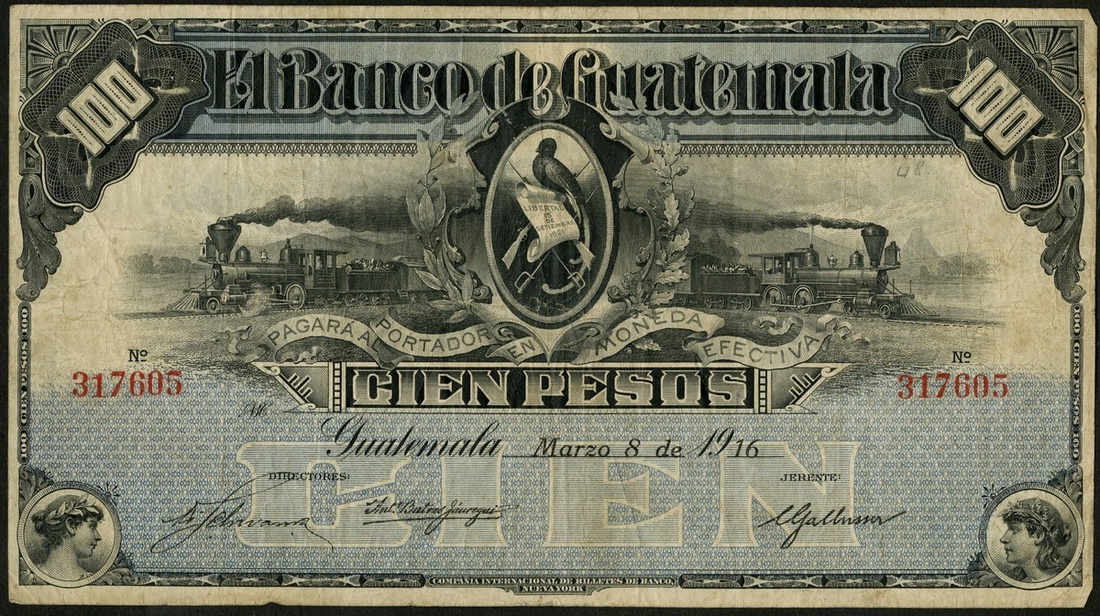 El Banco de Guatemala
100
100
LIBERTAD
15
DE
SETIEMBRE
1821
PAGARÁ AL PORTADOR EN MONEDA EFECTIVA
Nº
317605
Nº
317605
CIEN PESOS
Guatemala Marzo 8 de 1916
CIEN
DIRECTORES:
JERENTE:
Ant. Batres Jáuregui
100 CIEN PESOS 100
100 CIEN PESOS 100
COMPAÑIA INTERNACIONAL DE BILLETES DE BANCO,
NUEVA YORK